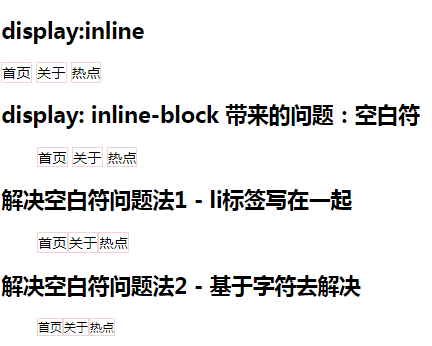 display:inline
首页 关于 热点
display: inline-block 带来的问题：空白符
首页 关于 热点
解决空白符问题法1 - li标签写在一起
首页关于热点
解决空白符问题法2 - 基于字符去解决
首页关于热点